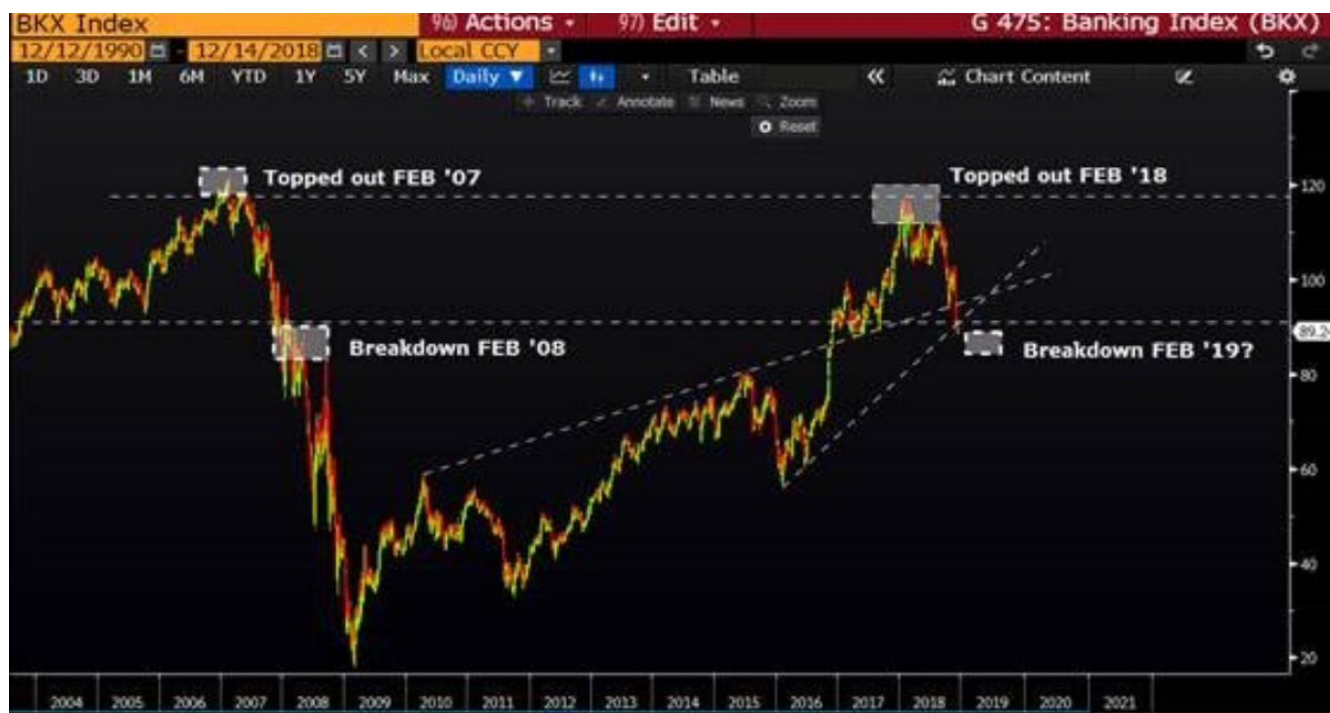 BKX Index 96) Actions 97) Edit G 475: Banking Index (BKX)
12/12/1990 - 12/14/2018 < > Local CCY
1D 3D 1M 6M YTD 1Y 5Y Max Daily ▼ Table << Chart Content
+ Track Annotate News Zoom
Reset
Topped out FEB '07 Topped out FEB '18
120
100
Breakdown FEB '08 Breakdown FEB '19?
89.24
80
60
40
20
2004 2005 2006 2007 2008 2009 2010 2011 2012 2013 2014 2015 2016 2017 2018 2019 2020 2021